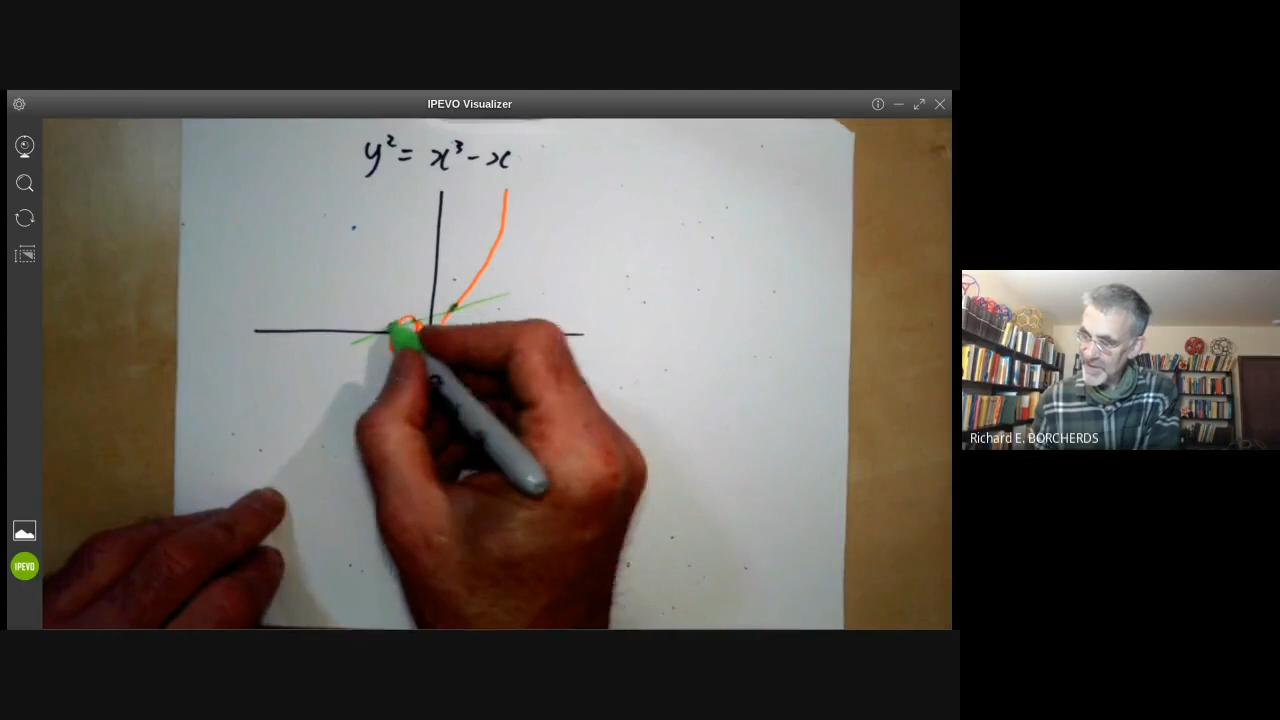 IPEVO Visualizer
y² = x³ - x
IPEVO
Richard E. BORCHERDS